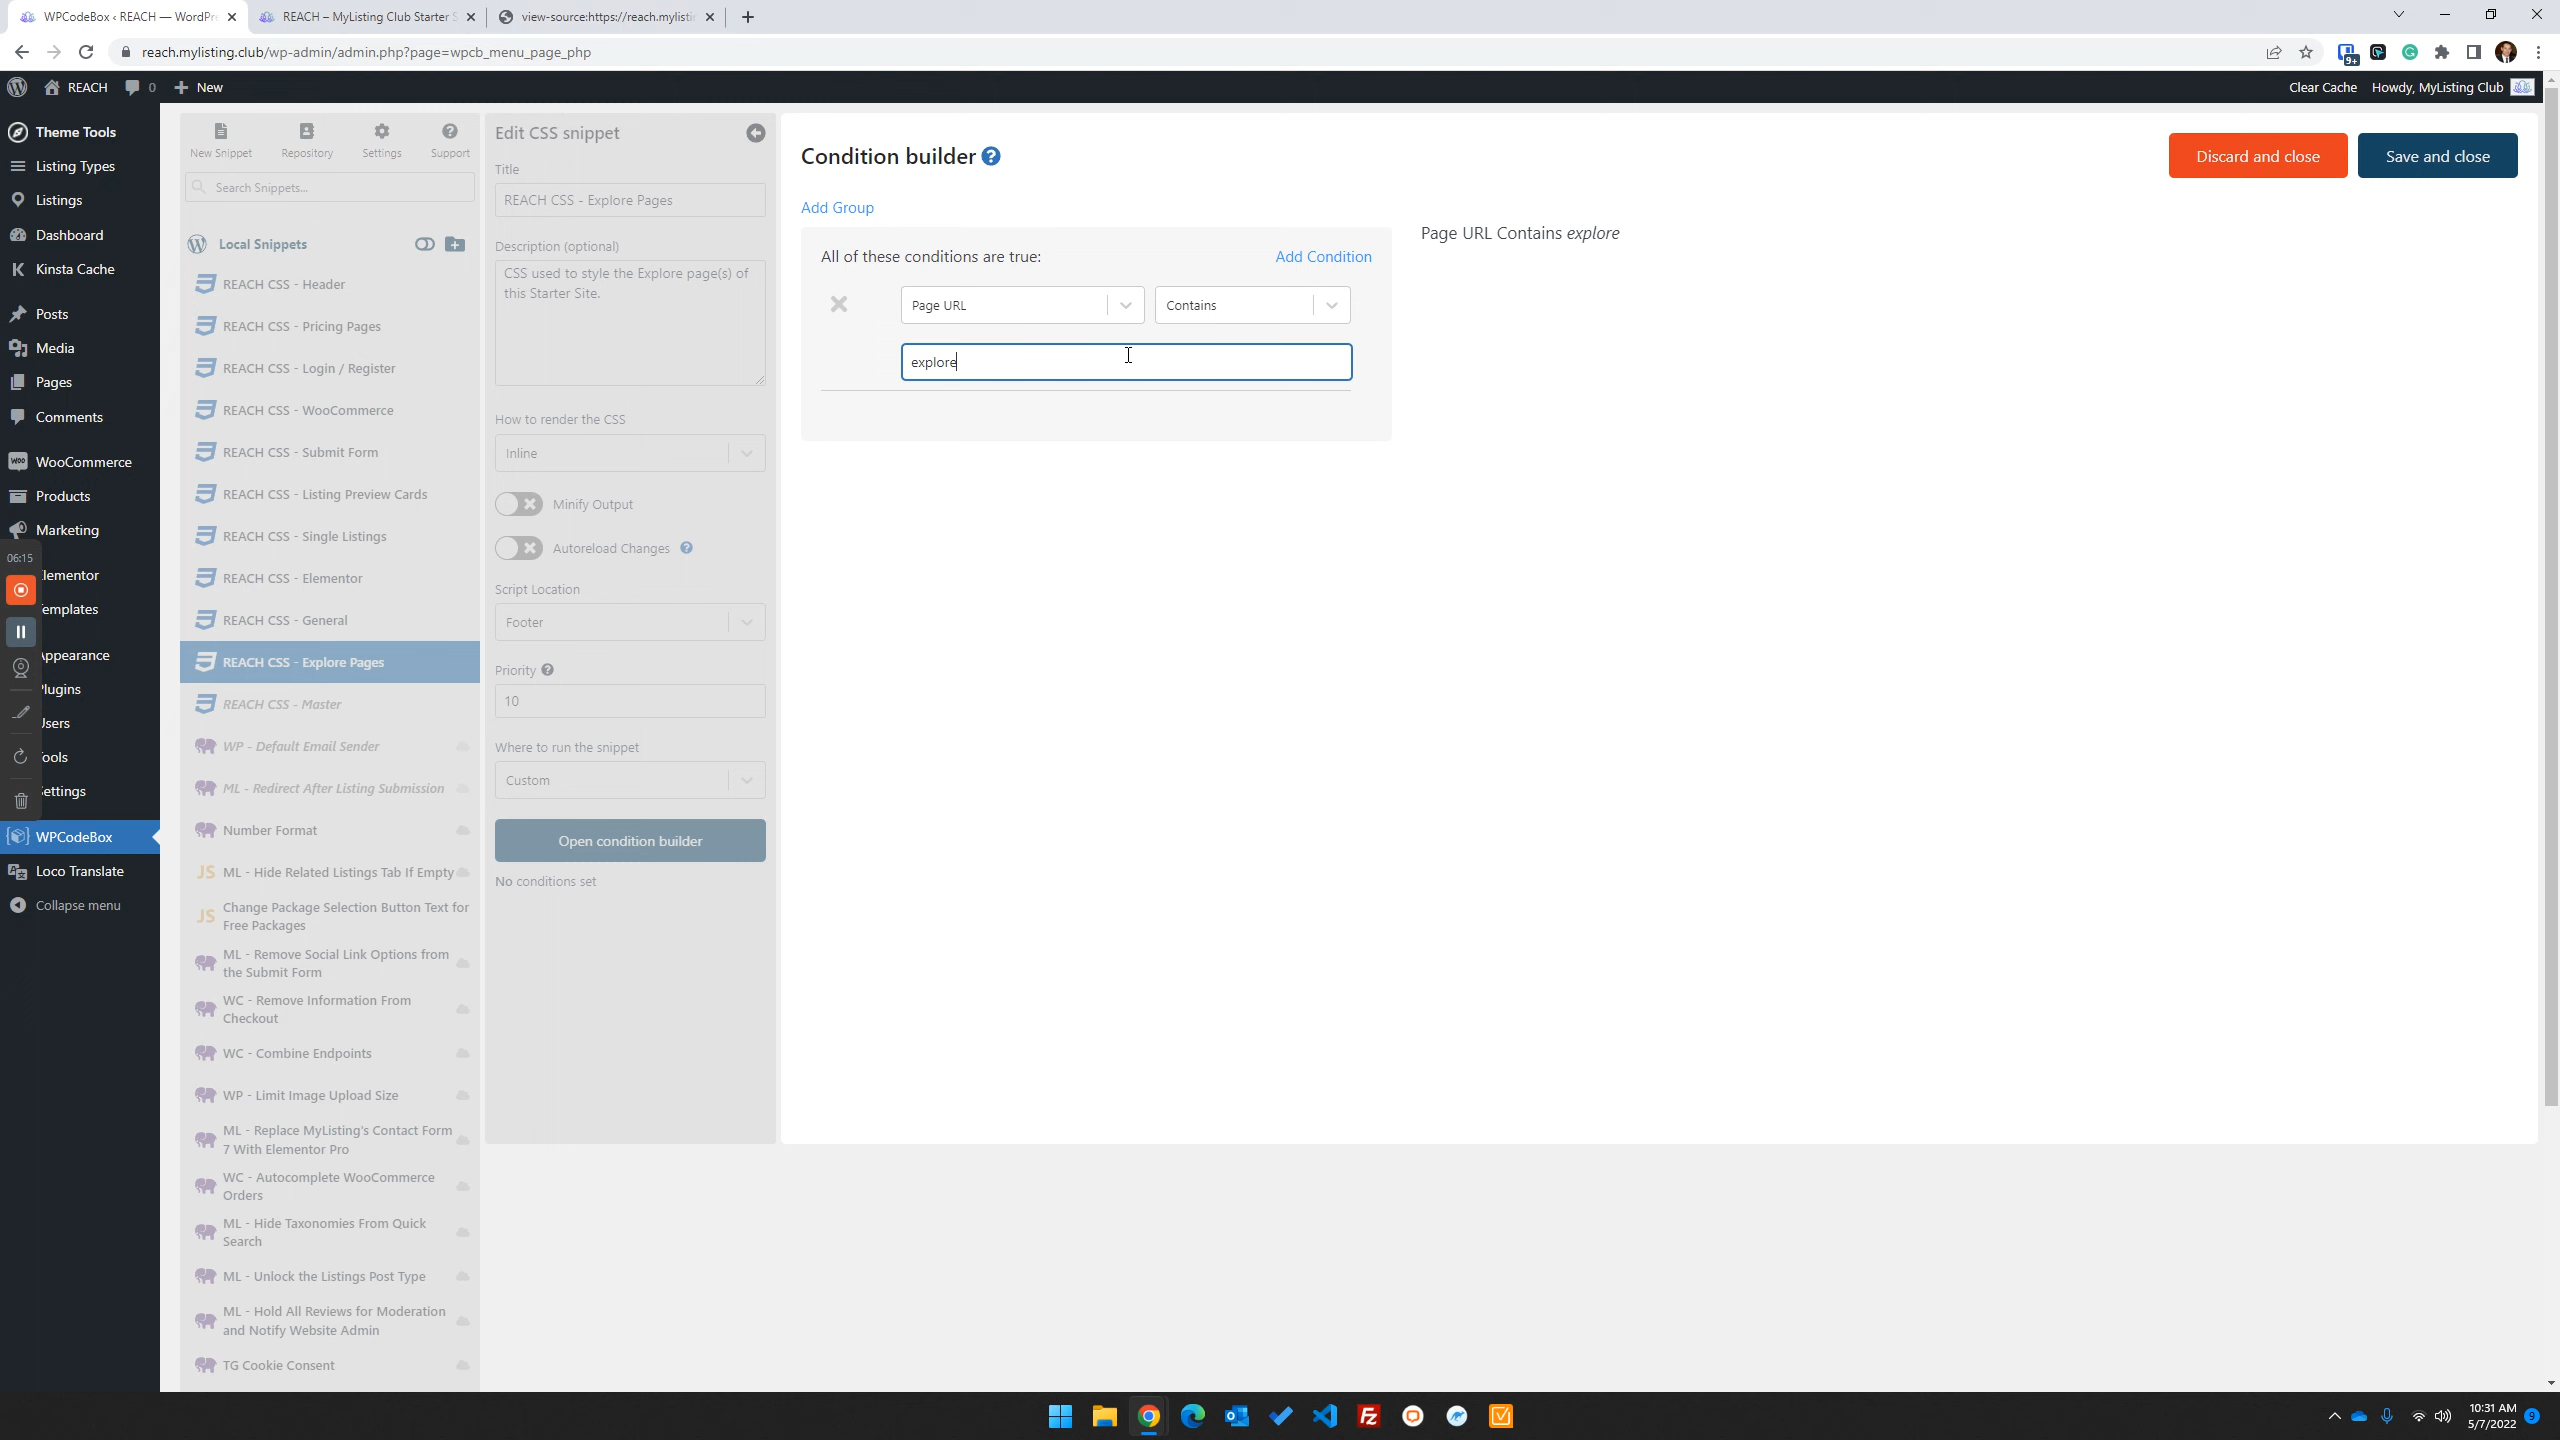 WPCodeBox ‹ REACH — WordPre
REACH – MyListing Club Starter S
view-source:https://reach.mylisti
reach.mylisting.club/wp-admin/admin.php?page=wpcb_menu_page_php
9+
REACH
0
New
Clear Cache
Howdy, MyListing Club
Theme Tools
Listing Types
Listings
Dashboard
Kinsta Cache
Posts
Media
Pages
Comments
WooCommerce
Products
Marketing
06:15
lementor
emplates
ppearance
lugins
sers
ools
ettings
WPCodeBox
Loco Translate
Collapse menu
New Snippet
Repository
Settings
Support
Search Snippets...
Local Snippets
REACH CSS - Header
REACH CSS - Pricing Pages
REACH CSS - Login / Register
REACH CSS - WooCommerce
REACH CSS - Submit Form
REACH CSS - Listing Preview Cards
REACH CSS - Single Listings
REACH CSS - Elementor
REACH CSS - General
REACH CSS - Explore Pages
REACH CSS - Master
WP - Default Email Sender
ML - Redirect After Listing Submission
Number Format
JS ML - Hide Related Listings Tab If Empty
JS Change Package Selection Button Text for
Free Packages
ML - Remove Social Link Options from
the Submit Form
WC - Remove Information From
Checkout
WC - Combine Endpoints
WP - Limit Image Upload Size
ML - Replace MyListing's Contact Form
7 With Elementor Pro
WC - Autocomplete WooCommerce
Orders
ML - Hide Taxonomies From Quick
Search
ML - Unlock the Listings Post Type
ML - Hold All Reviews for Moderation
and Notify Website Admin
TG Cookie Consent
Edit CSS snippet
Title
REACH CSS - Explore Pages
Description (optional)
CSS used to style the Explore page(s) of
this Starter Site.
How to render the CSS
Inline
Minify Output
Autoreload Changes
Script Location
Footer
Priority
10
Where to run the snippet
Custom
Open condition builder
No conditions set
Condition builder
Discard and close
Save and close
Add Group
All of these conditions are true:
Add Condition
Page URL
Contains
explore
Page URL Contains explore
10:31 AM
5/7/2022
9